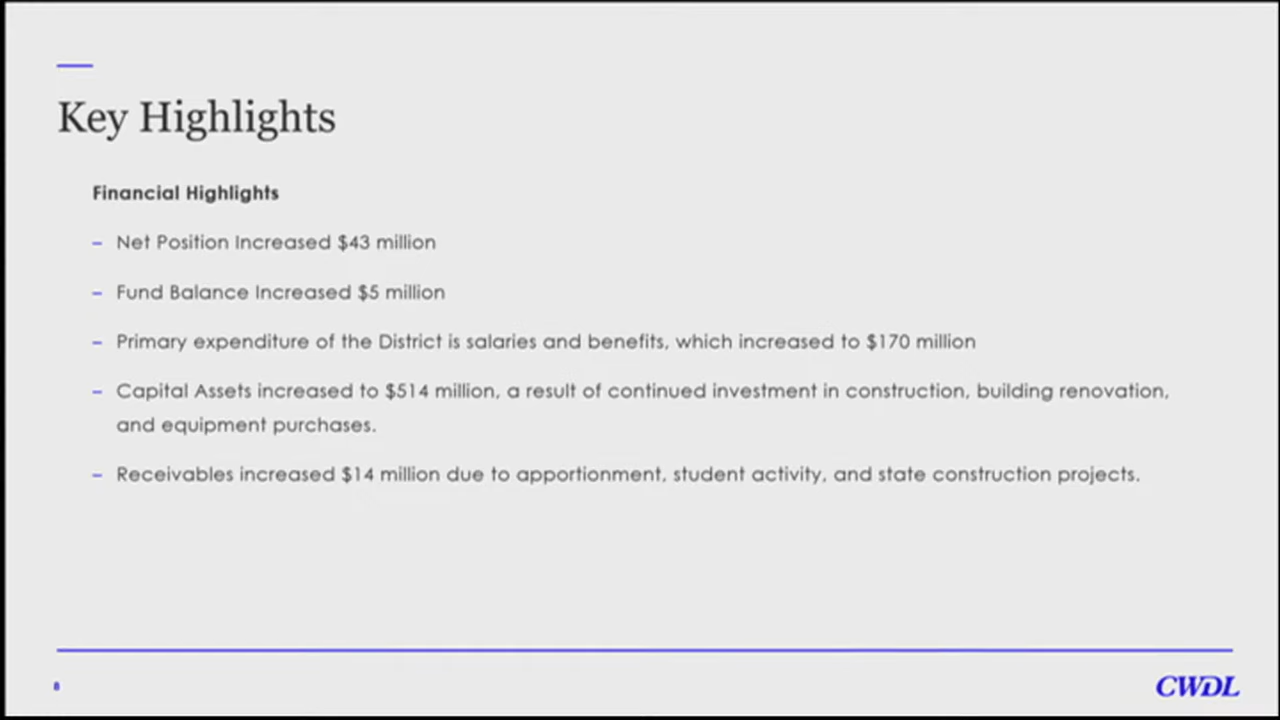 Key Highlights
Financial Highlights
– Net Position Increased $43 million
– Fund Balance Increased $5 million
– Primary expenditure of the District is salaries and benefits, which increased to $170 million
– Capital Assets increased to $514 million, a result of continued investment in construction, building renovation,
and equipment purchases.
– Receivables increased $14 million due to apportionment, student activity, and state construction projects.
CWDL